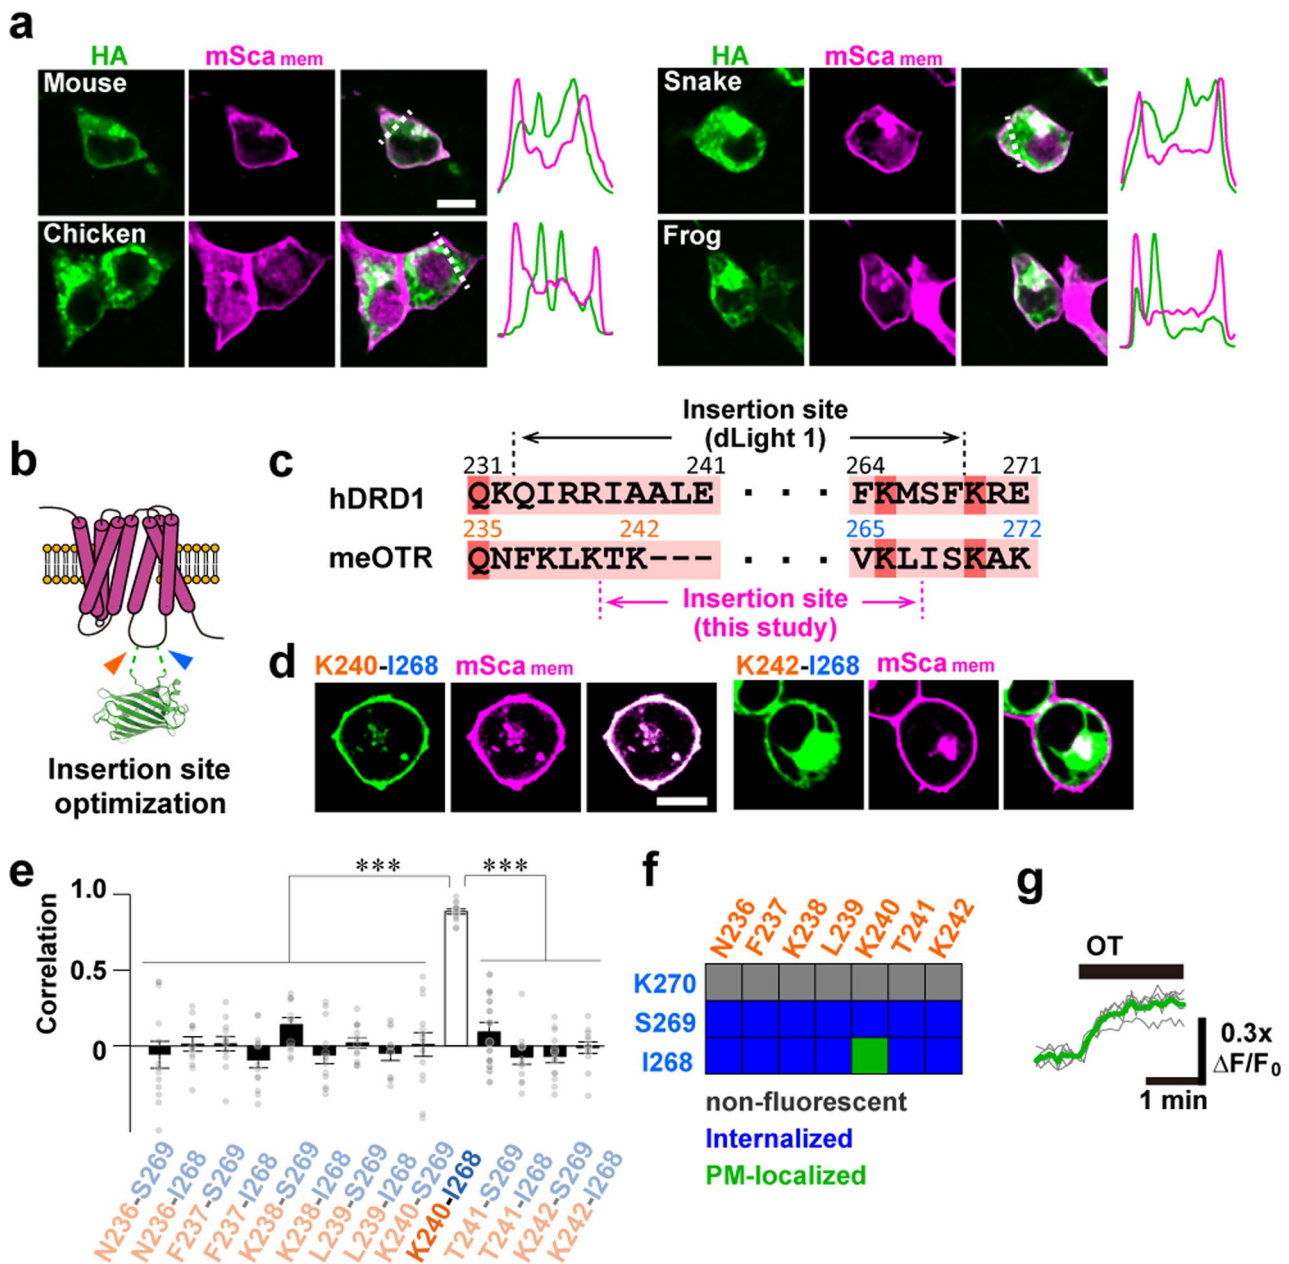 a
HA mSca mem HA mSca mem
Mouse Snake
Chicken Frog
b
Insertion site
optimization
c
Insertion site
(dLight 1)
231 241 264 271
hDRD1 QKQIRRIAALE · · · FKMSFKRE
235 242 265 272
meOTR QNFKLKTK--- · · · VKLISKAK
Insertion site
(this study)
d
K240-I268 mSca mem K242-I268 mSca mem
e
*** ***
Correlation
1.0
0.5
0
N236-S269
N236-I268
F237-S269
F237-I268
K238-S269
K238-I268
L239-S269
L239-I268
K240-S269
K240-I268
T241-S269
T241-I268
K242-S269
K242-I268
f
N236 F237 K238 L239 K240 T241 K242
K270
S269
I268
non-fluorescent
Internalized
PM-localized
g
OT
0.3x
ΔF/F0
1 min